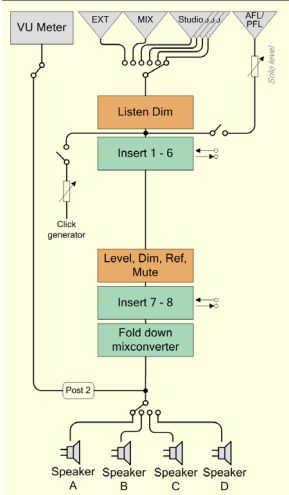 VU Meter
EXT
MIX
Studio
AFL/
PFL
Solo level
Listen Dim
Insert 1 - 6
Click
generator
Level, Dim, Ref,
Mute
Insert 7 - 8
Fold down
mixconverter
Post 2
Speaker
A
Speaker
B
Speaker
C
Speaker
D